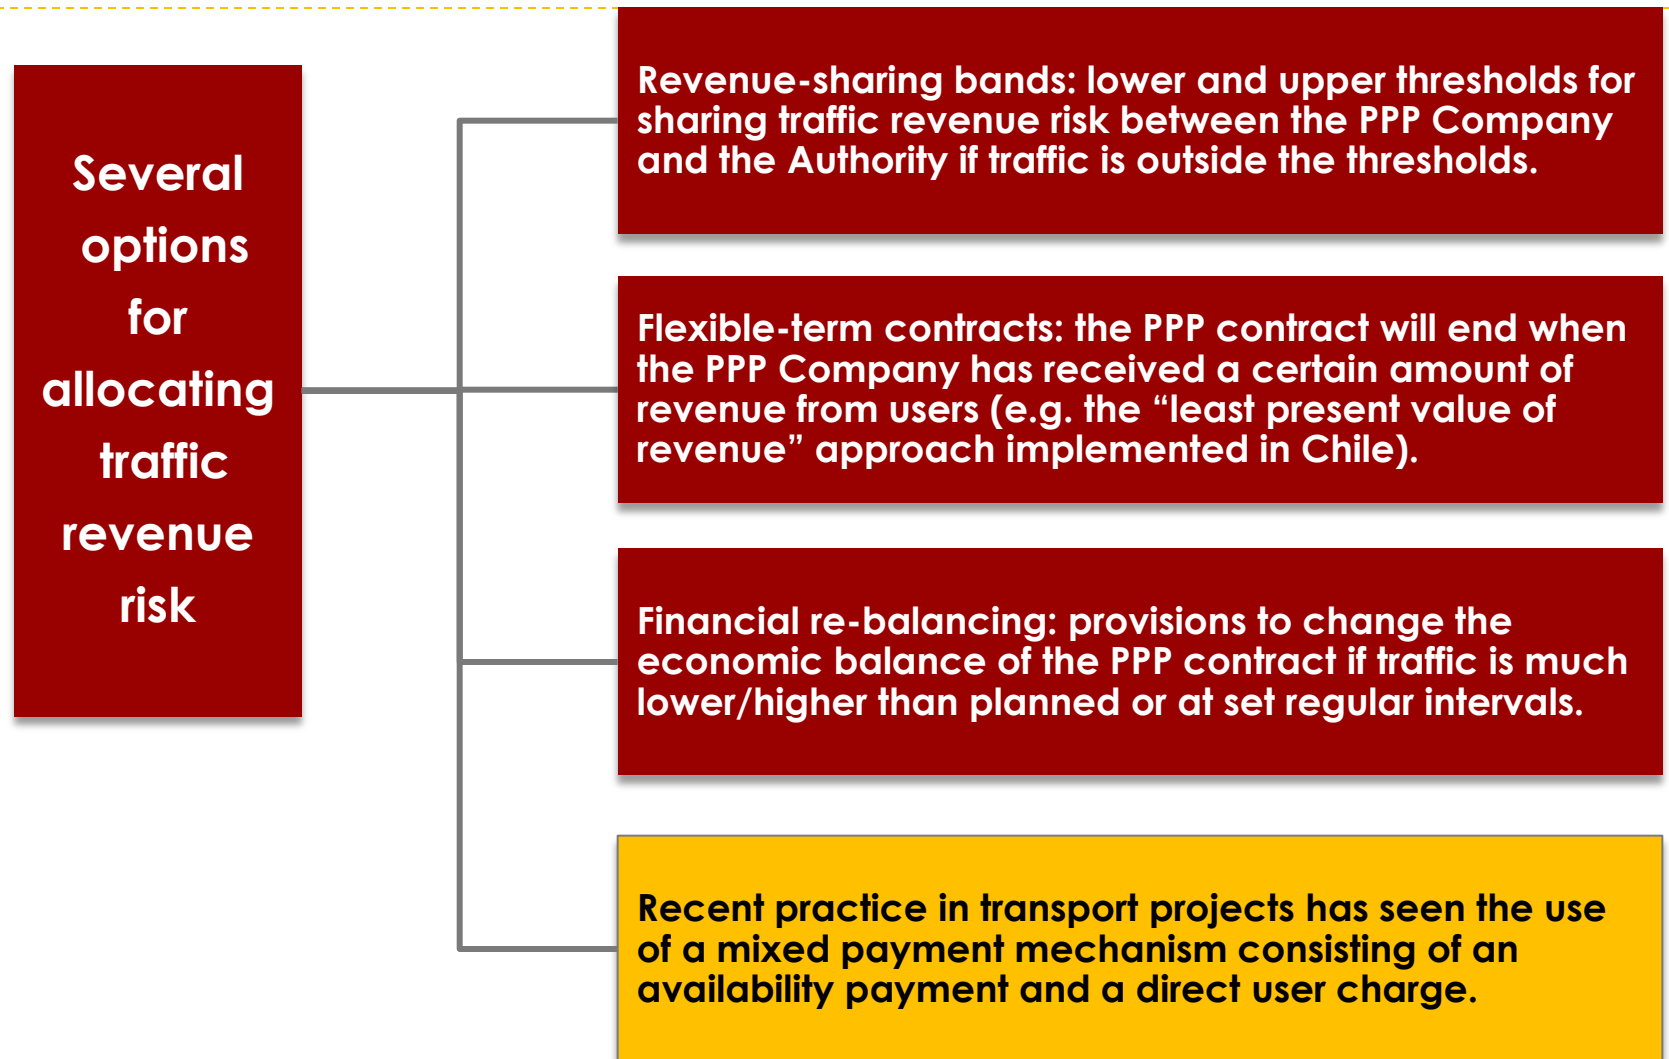 Several
options
for
allocating
traffic
revenue
risk
Revenue-sharing bands: lower and upper thresholds for
sharing traffic revenue risk between the PPP Company
and the Authority if traffic is outside the thresholds.
Flexible-term contracts: the PPP contract will end when
the PPP Company has received a certain amount of
revenue from users (e.g. the “least present value of
revenue” approach implemented in Chile).
Financial re-balancing: provisions to change the
economic balance of the PPP contract if traffic is much
lower/higher than planned or at set regular intervals.
Recent practice in transport projects has seen the use
of a mixed payment mechanism consisting of an
availability payment and a direct user charge.